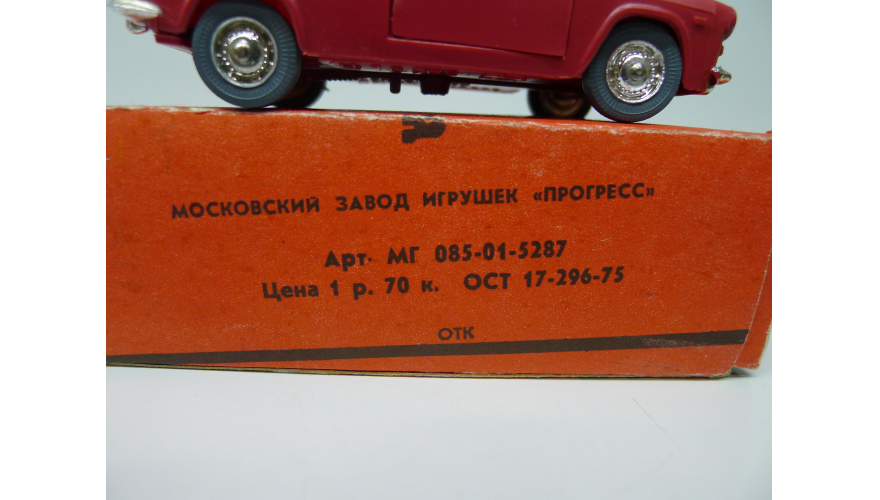 МОСКОВСКИЙ ЗАВОД ИГРУШЕК «ПРОГРЕСС»
Арт. МГ 085-01-5287
Цена 1 р. 70 к. ОСТ 17-296-75
ОТК